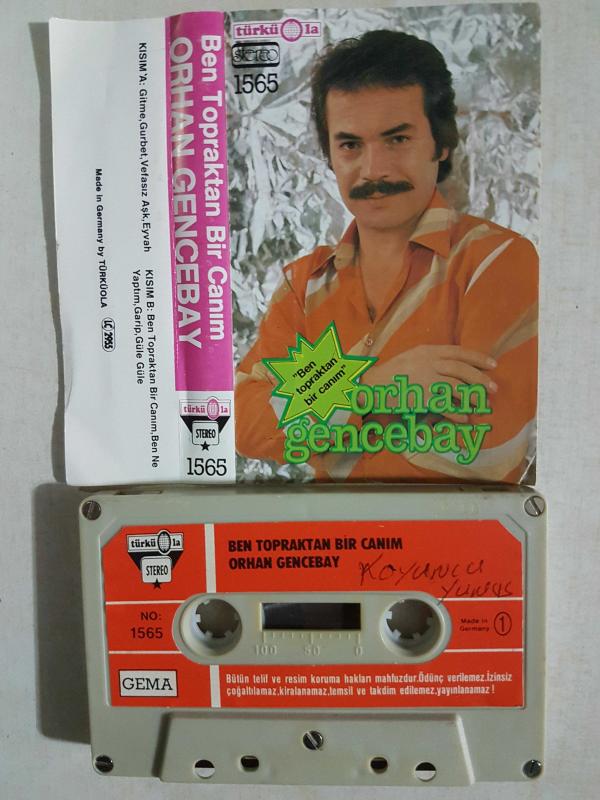 KISIM'A: Gitme,Gurbet,Vefasız Aşk,Eyvah
KISIM B: Ben Topraktan Bir Canım,Ben Ne
Yaptım,Garip,Güle Güle
Made in Germany by TÜRKÜOLA
LC 2955
Ben Topraktan Bir Canım
ORHAN GENCEBAY
türkü la
STEREO
1565
türkü la
stereo
1565
"Ben
topraktan
bir canım"
orhan
gencebay
türkü la
STEREO
BEN TOPRAKTAN BİR CANIM
ORHAN GENCEBAY
Koyuncu
Yunus
NO:
1565
Made in
Germany
1
100 50 0
GEMA
Bütün telif ve resim koruma hakları mahfuzdur.Ödünç verilemez.İzinsiz
çoğaltılamaz,kiralanamaz,temsil ve takdim edilemez,yayınlanamaz!